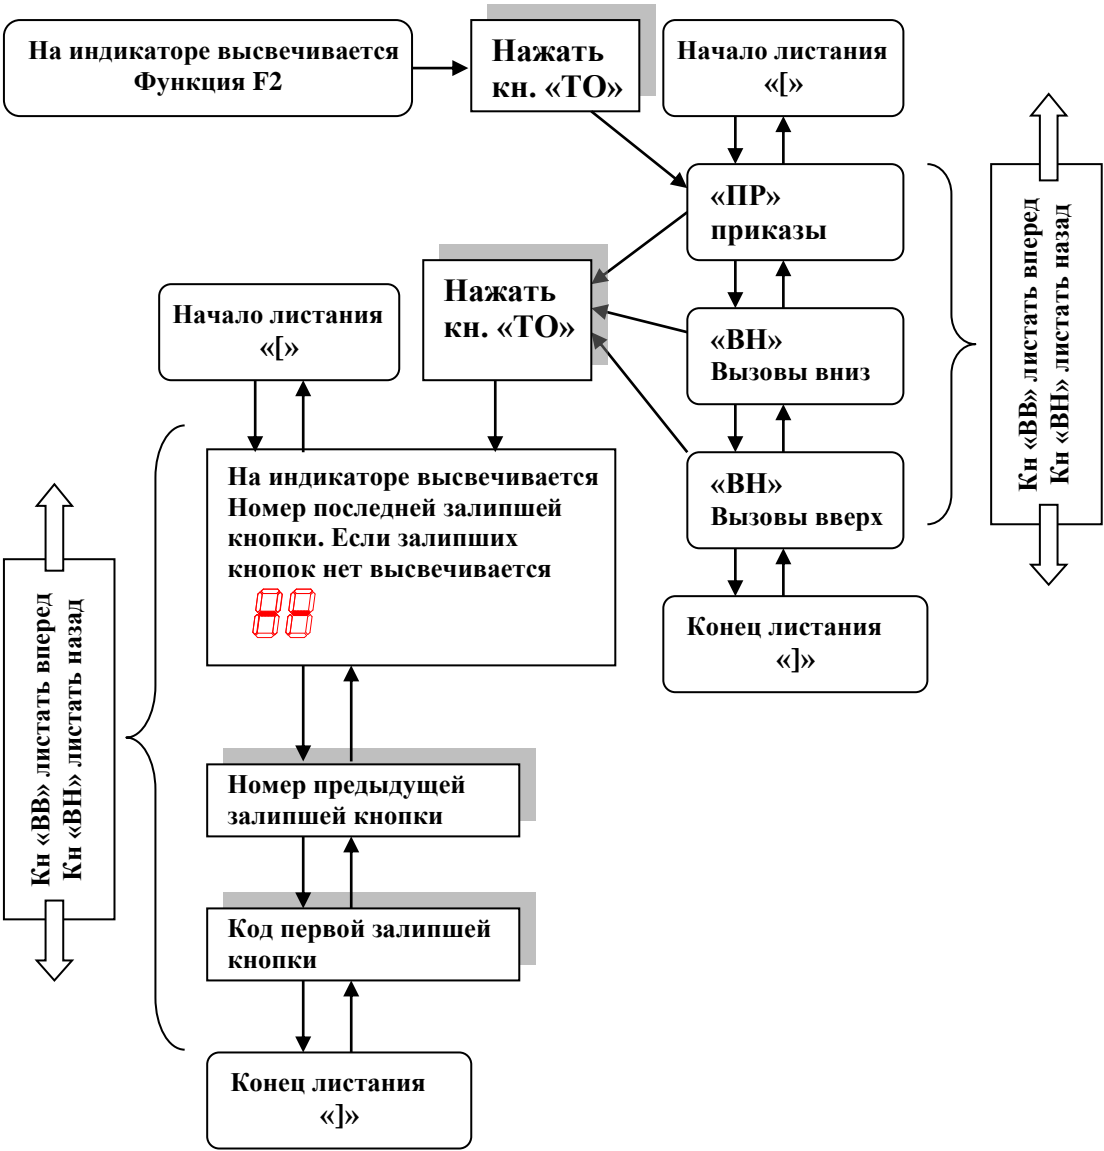 На индикаторе высвечивается
Функция F2
Нажать
кн. «ТО»
Начало листания
«[»
«ПР»
приказы
«ВН»
Вызовы вниз
«ВН»
Вызовы вверх
Конец листания
«]»
Кн «ВВ» листать вперед
Кн «ВН» листать назад
Нажать
кн. «ТО»
Начало листания
«[»
На индикаторе высвечивается
Номер последней залипшей
кнопки. Если залипших
кнопок нет высвечивается
--
Номер предыдущей
залипшей кнопки
Код первой залипшей
кнопки
Конец листания
«]»
Кн «ВВ» листать вперед
Кн «ВН» листать назад